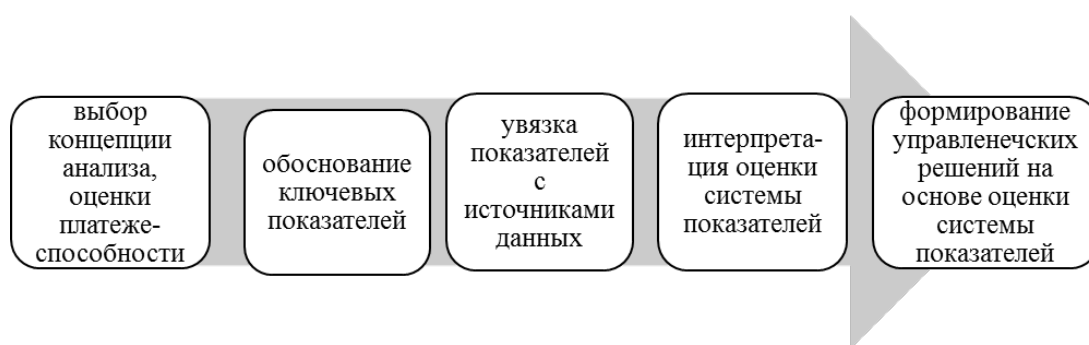 выбор
концепции
анализа,
оценки
платеже-
способности
обоснование
ключевых
показателей
увязка
показателей
с
источниками
данных
интерпрета-
ция оценки
системы
показателей
формирование
управленечских
решений на
основе оценки
системы
показателей